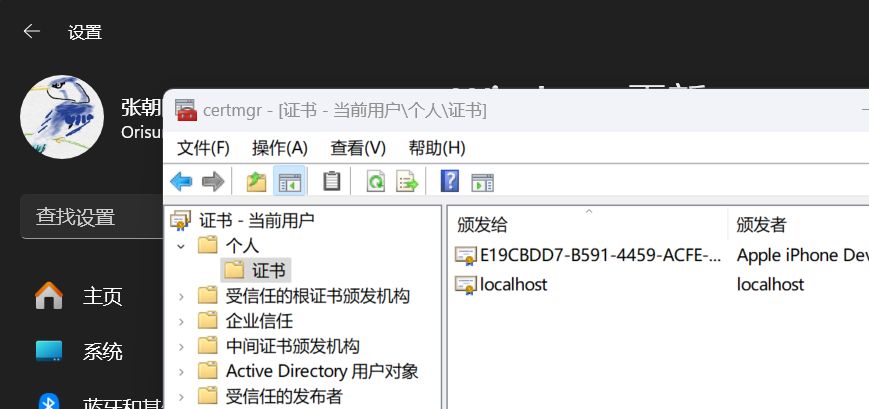 设置
Windows 更新
张朝
certmgr - [证书 - 当前用户\个人\证书]
文件(F) 操作(A) 查看(V) 帮助(H)
查找设置
证书 - 当前用户
个人
证书
受信任的根证书颁发机构
企业信任
中间证书颁发机构
Active Directory 用户对象
受信任的发布者
颁发给 颁发者
E19CBDD7-B591-4459-ACFE-... Apple iPhone Dev
localhost localhost
主页
系统
蓝牙和其他